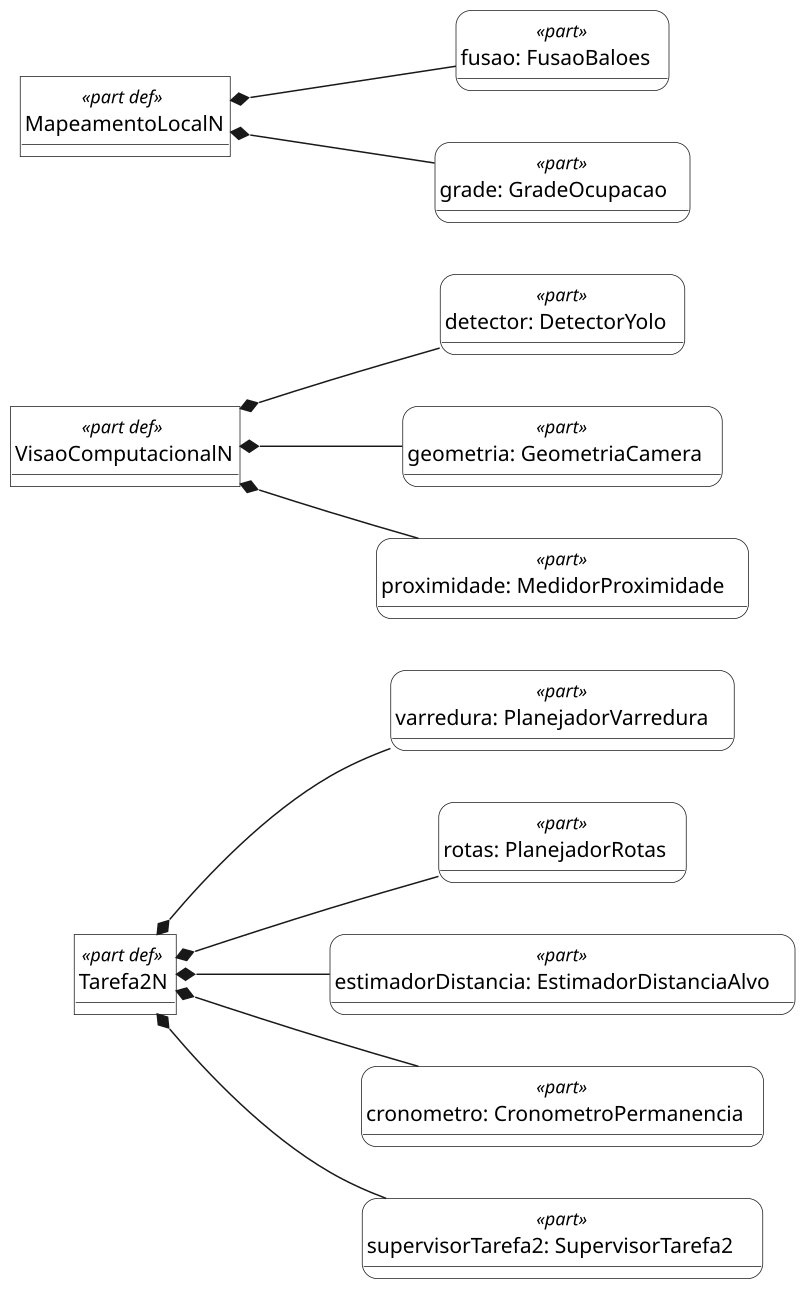 «part»
fusao: FusaoBaloes
«part def»
MapeamentoLocalN
«part»
grade: GradeOcupacao
«part»
detector: DetectorYolo
«part def»
VisaoComputacionalN
«part»
geometria: GeometriaCamera
«part»
proximidade: MedidorProximidade
«part»
varredura: PlanejadorVarredura
«part»
rotas: PlanejadorRotas
«part def»
Tarefa2N
«part»
estimadorDistancia: EstimadorDistanciaAlvo
«part»
cronometro: CronometroPermanencia
«part»
supervisorTarefa2: SupervisorTarefa2